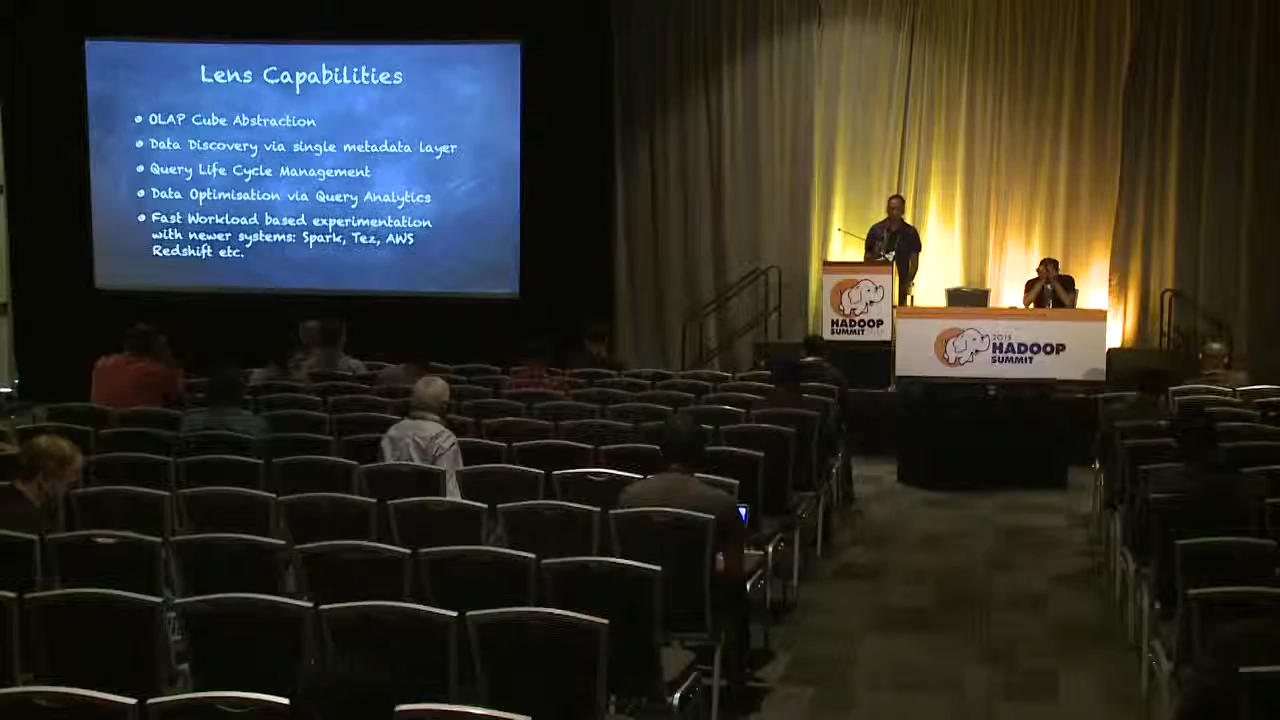 Lens Capabilities
OLAP Cube Abstraction
Data Discovery via single metadata layer
Query Life Cycle Management
Data Optimisation via Query Analytics
Fast Workload based experimentation
with newer systems: Spark, Tez, AWS
Redshift etc.
HADOOP
SUMMIT
2015
HADOOP
SUMMIT